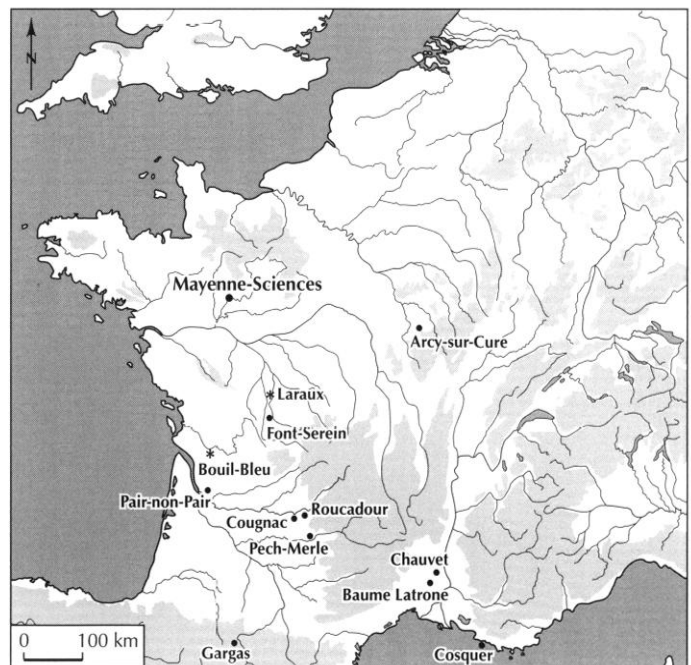 N
Mayenne-Sciences
Arcy-sur-Cure
Laraux
Font-Serein
Bouil-Bleu
Pair-non-Pair
Roucadour
Cougnac
Pech-Merle
Chauvet
Baume Latrone
0 100 km
Gargas
Cosquer